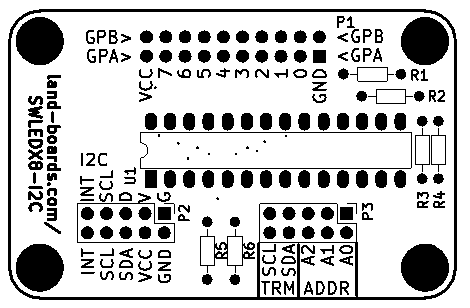 P1
GPB> <GPB
GPA> <GPA
VCC 7 6 5 4 3 2 1 0 GND
R1
R2
land-boards.com/
SWLEDX8-I2C
I2C
INT SCL D V G
U1
R3 R4
P2
P3
R5 R6
INT SCL SDA VCC GND
SCL SDA A2 A1 A0
TRM ADDR